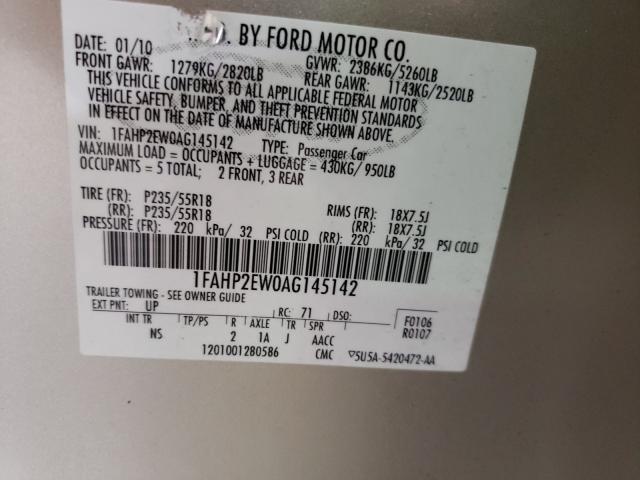 BY FORD MOTOR CO.
DATE: 01/10 GVWR: 2386KG/5260LB
FRONT GAWR: 1279KG/2820LB REAR GAWR: 1143KG/2520LB
THIS VEHICLE CONFORMS TO ALL APPLICABLE FEDERAL MOTOR
VEHICLE SAFETY, BUMPER, AND THEFT PREVENTION STANDARDS
IN EFFECT ON THE DATE OF MANUFACTURE SHOWN ABOVE.
VIN: 1FAHP2EW0AG145142 TYPE: Passenger Car
MAXIMUM LOAD = OCCUPANTS + LUGGAGE = 430KG/950LB
OCCUPANTS = 5 TOTAL; 2 FRONT, 3 REAR
TIRE (FR): P235/55R18 RIMS (FR): 18X7.5J
(RR): P235/55R18 (RR): 18X7.5J
PRESSURE (FR): 220 kPa/ 32 PSI COLD (RR): 220 kPa/ 32 PSI COLD
1FAHP2EW0AG145142
TRAILER TOWING - SEE OWNER GUIDE
EXT PNT: UP RC: 71 DSO: F0106
INT TR TP/PS R AXLE TR SPR R0107
NS 2 1A J AACC
1201001280586 CMC ▽5U5A-5420472-AA